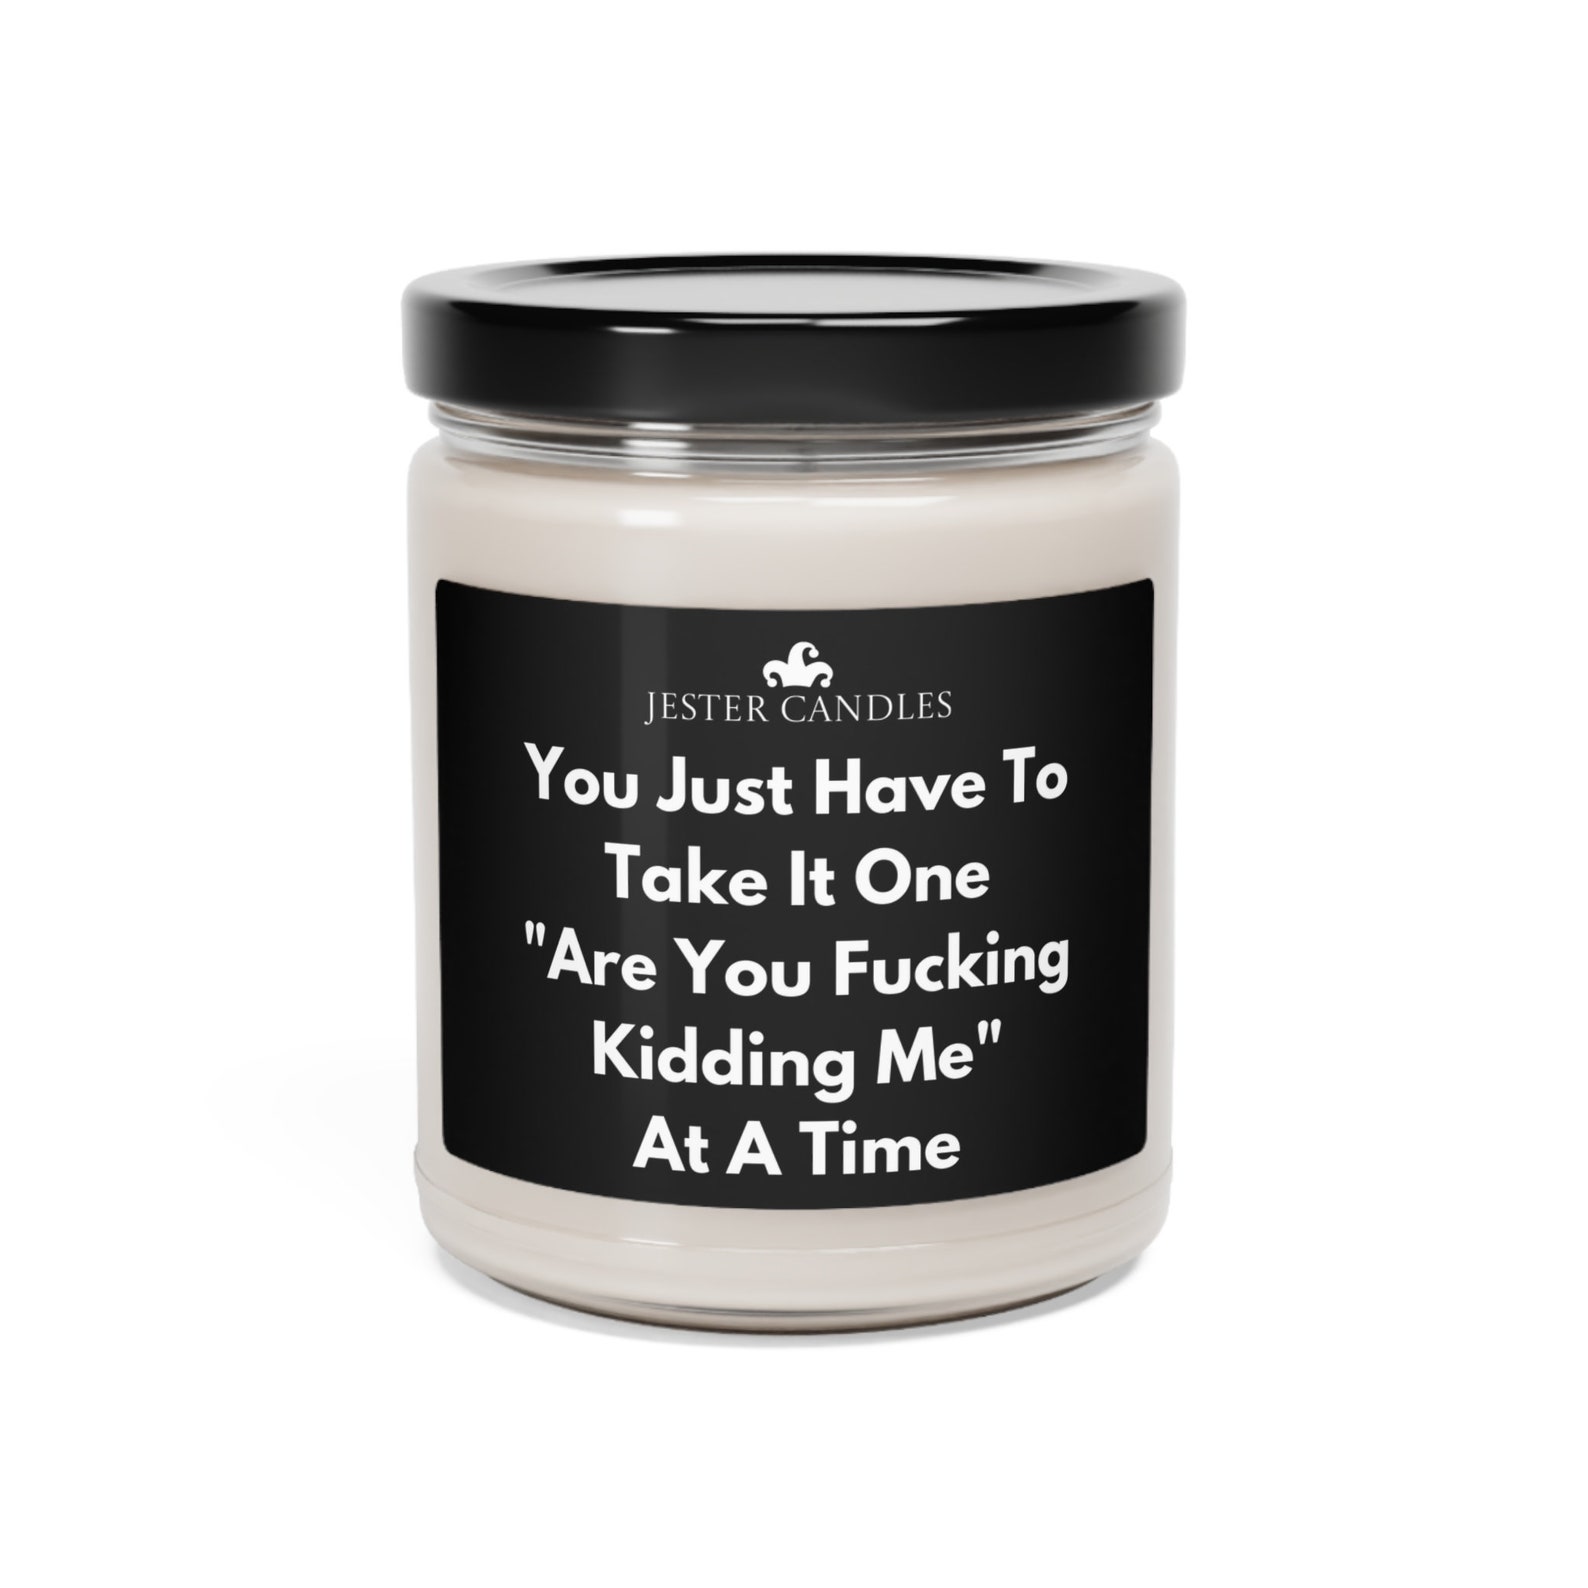 JESTER CANDLES
You Just Have To
Take It One
"Are You Fucking
Kidding Me"
At A Time